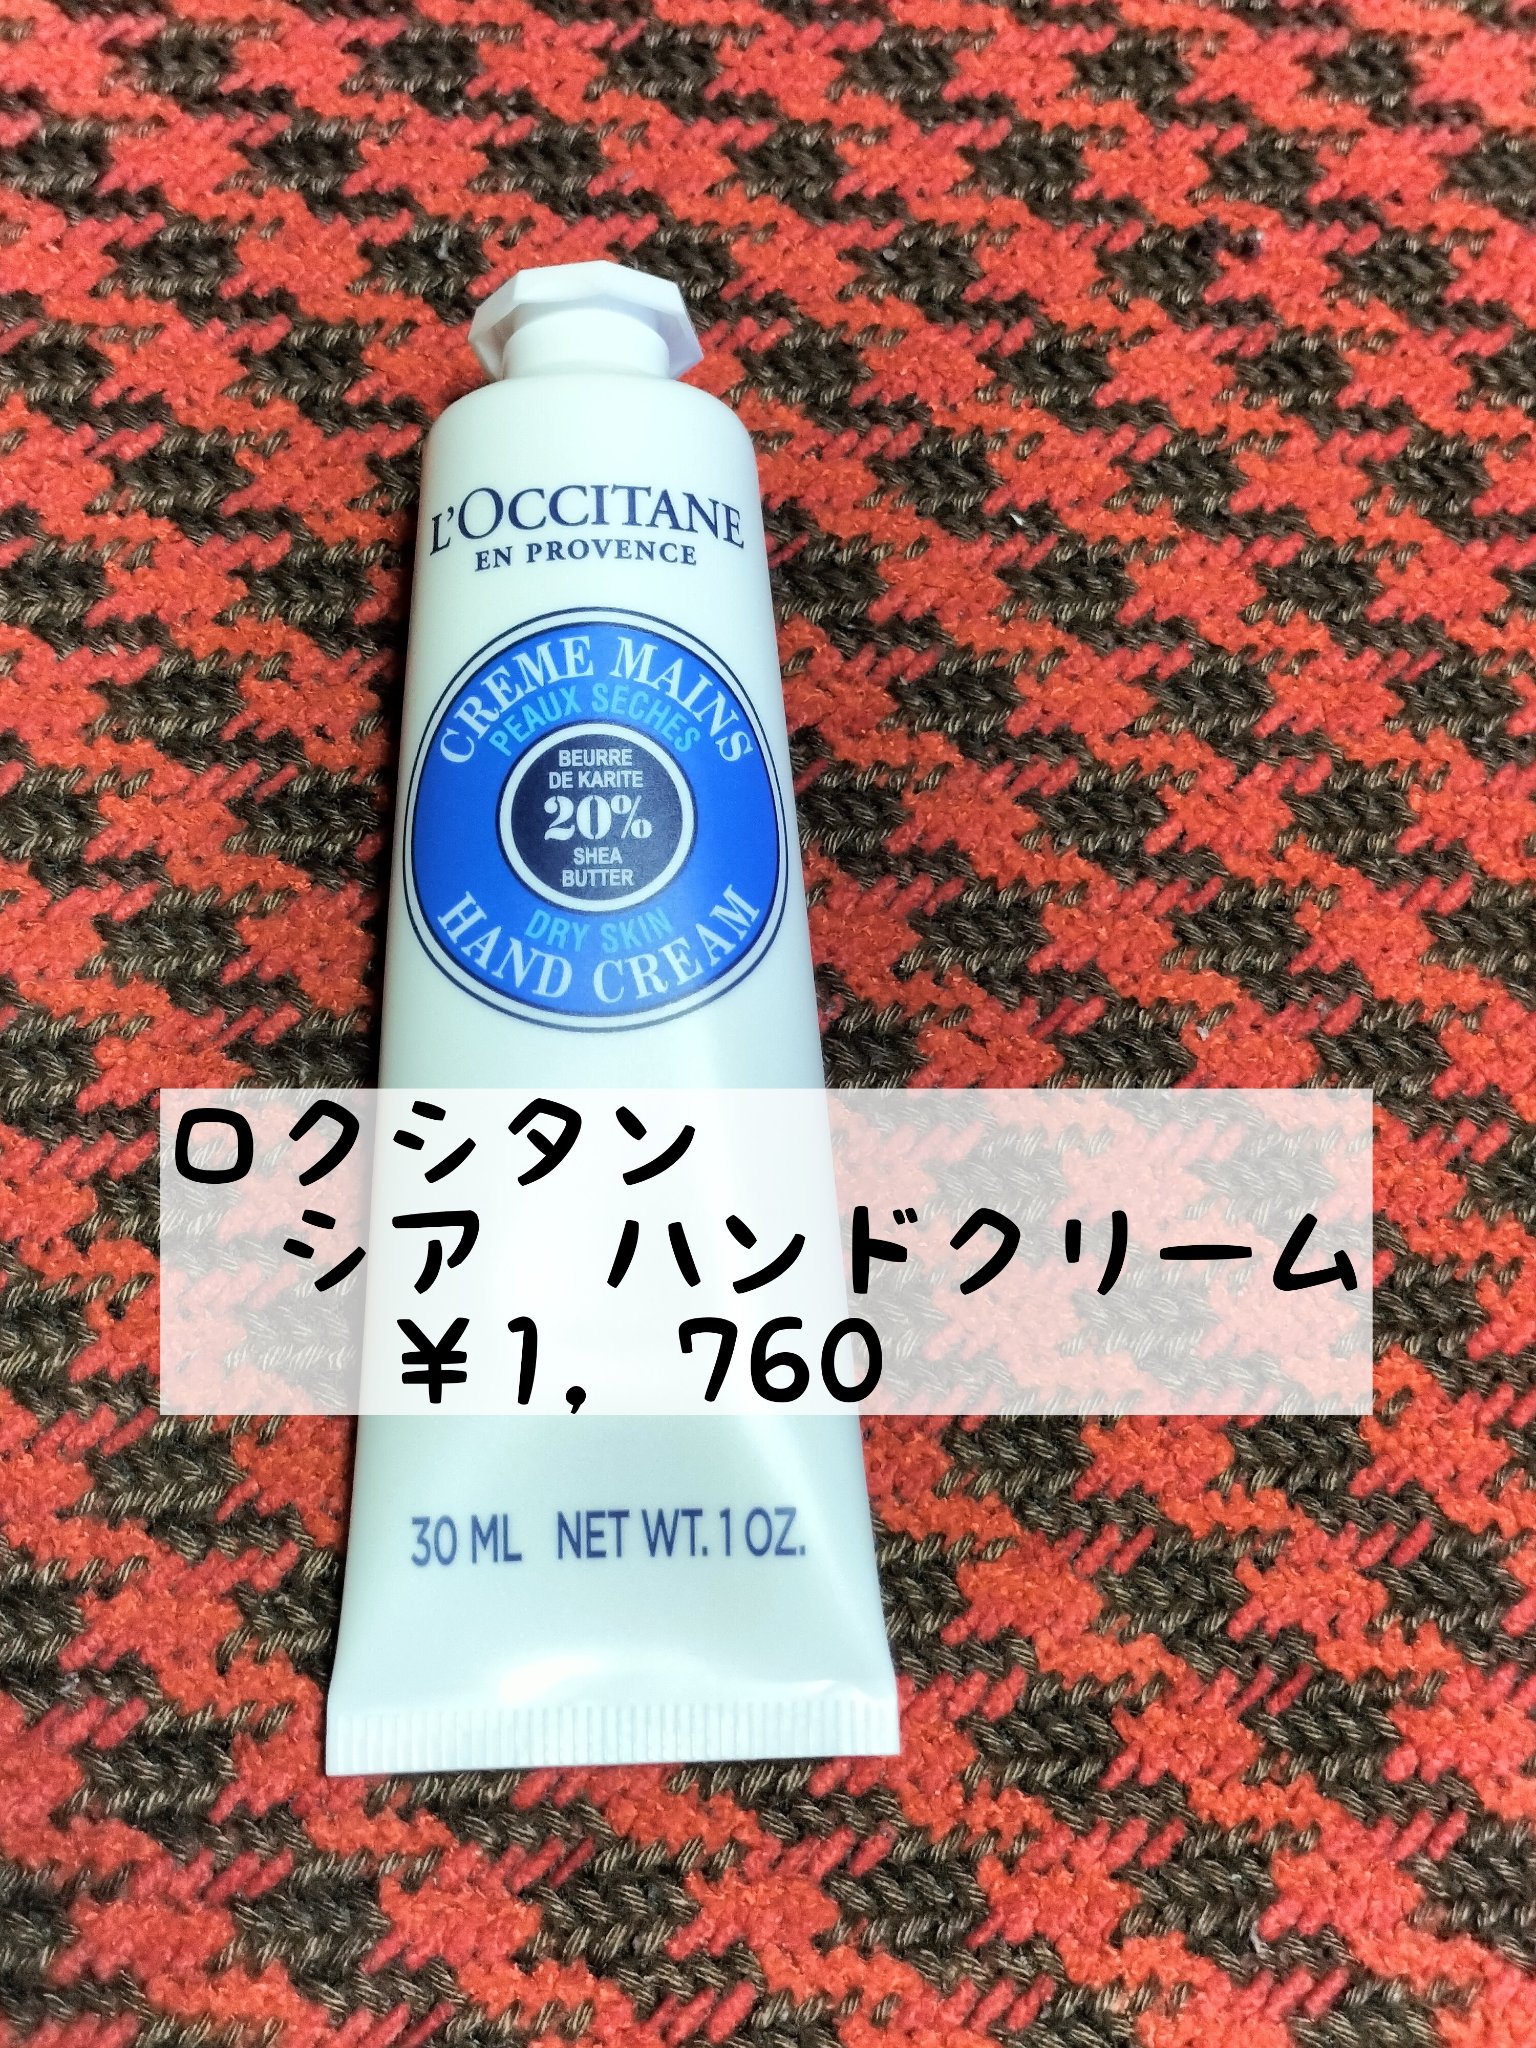 L'OCCITANE
EN PROVENCE
CREME MAINS
PEAUX SECHES
BEURRE
DE KARITE
20%
SHEA
BUTTER
DRY SKIN
HAND CREAM
ロクシタン
シア　ハンドクリーム
￥1，760
30 ML NET WT. 1 OZ.